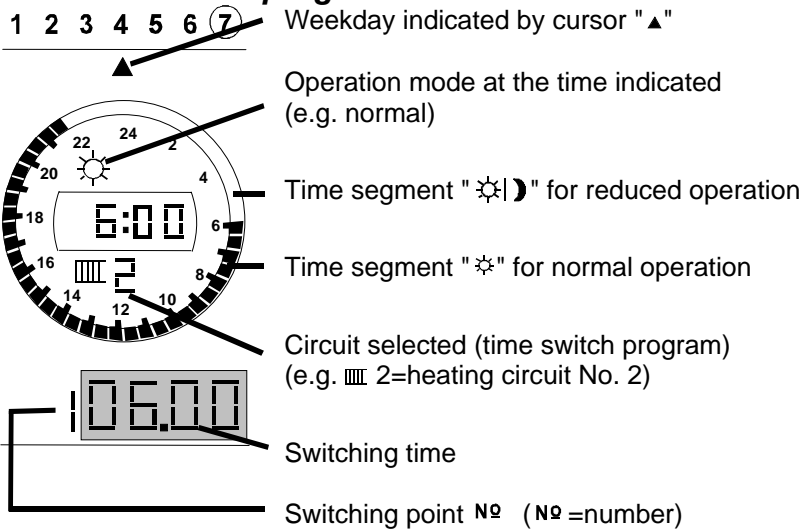 1 2 3 4 5 6 7
Weekday indicated by cursor "▲"
Operation mode at the time indicated
(e.g. normal)
22 24 2
20 4
Time segment "☼|☽" for reduced operation
18 6:00 6
Time segment "☼" for normal operation
16 2 8
14 12 10
Circuit selected (time switch program)
(e.g. 2=heating circuit No. 2)
1 06.00
Switching time
Switching point Nº (Nº =number)